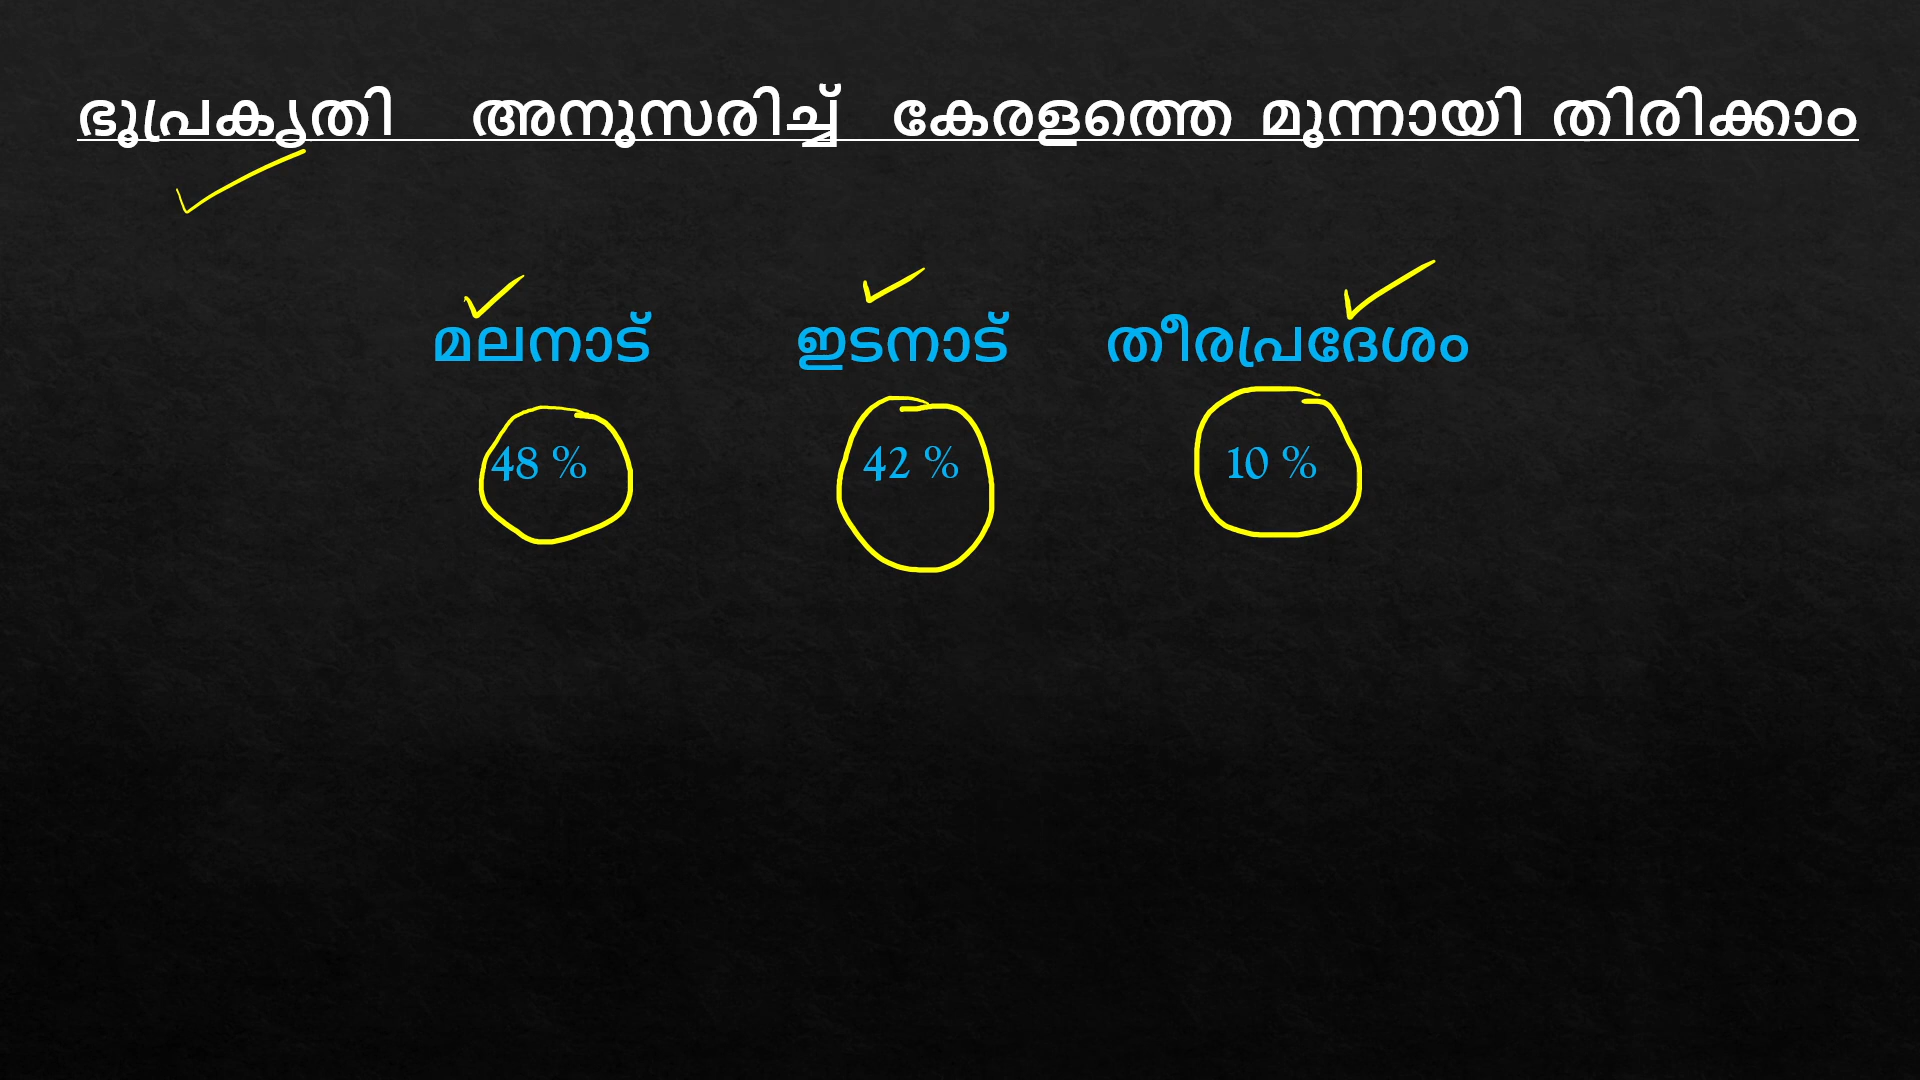 ഭൂപ്രകൃതി അനുസരിച്ച് കേരളത്തെ മൂന്നായി തിരിക്കാം
മലനാട് ഇടനാട് തീരപ്രദേശം
48 % 42 % 10 %